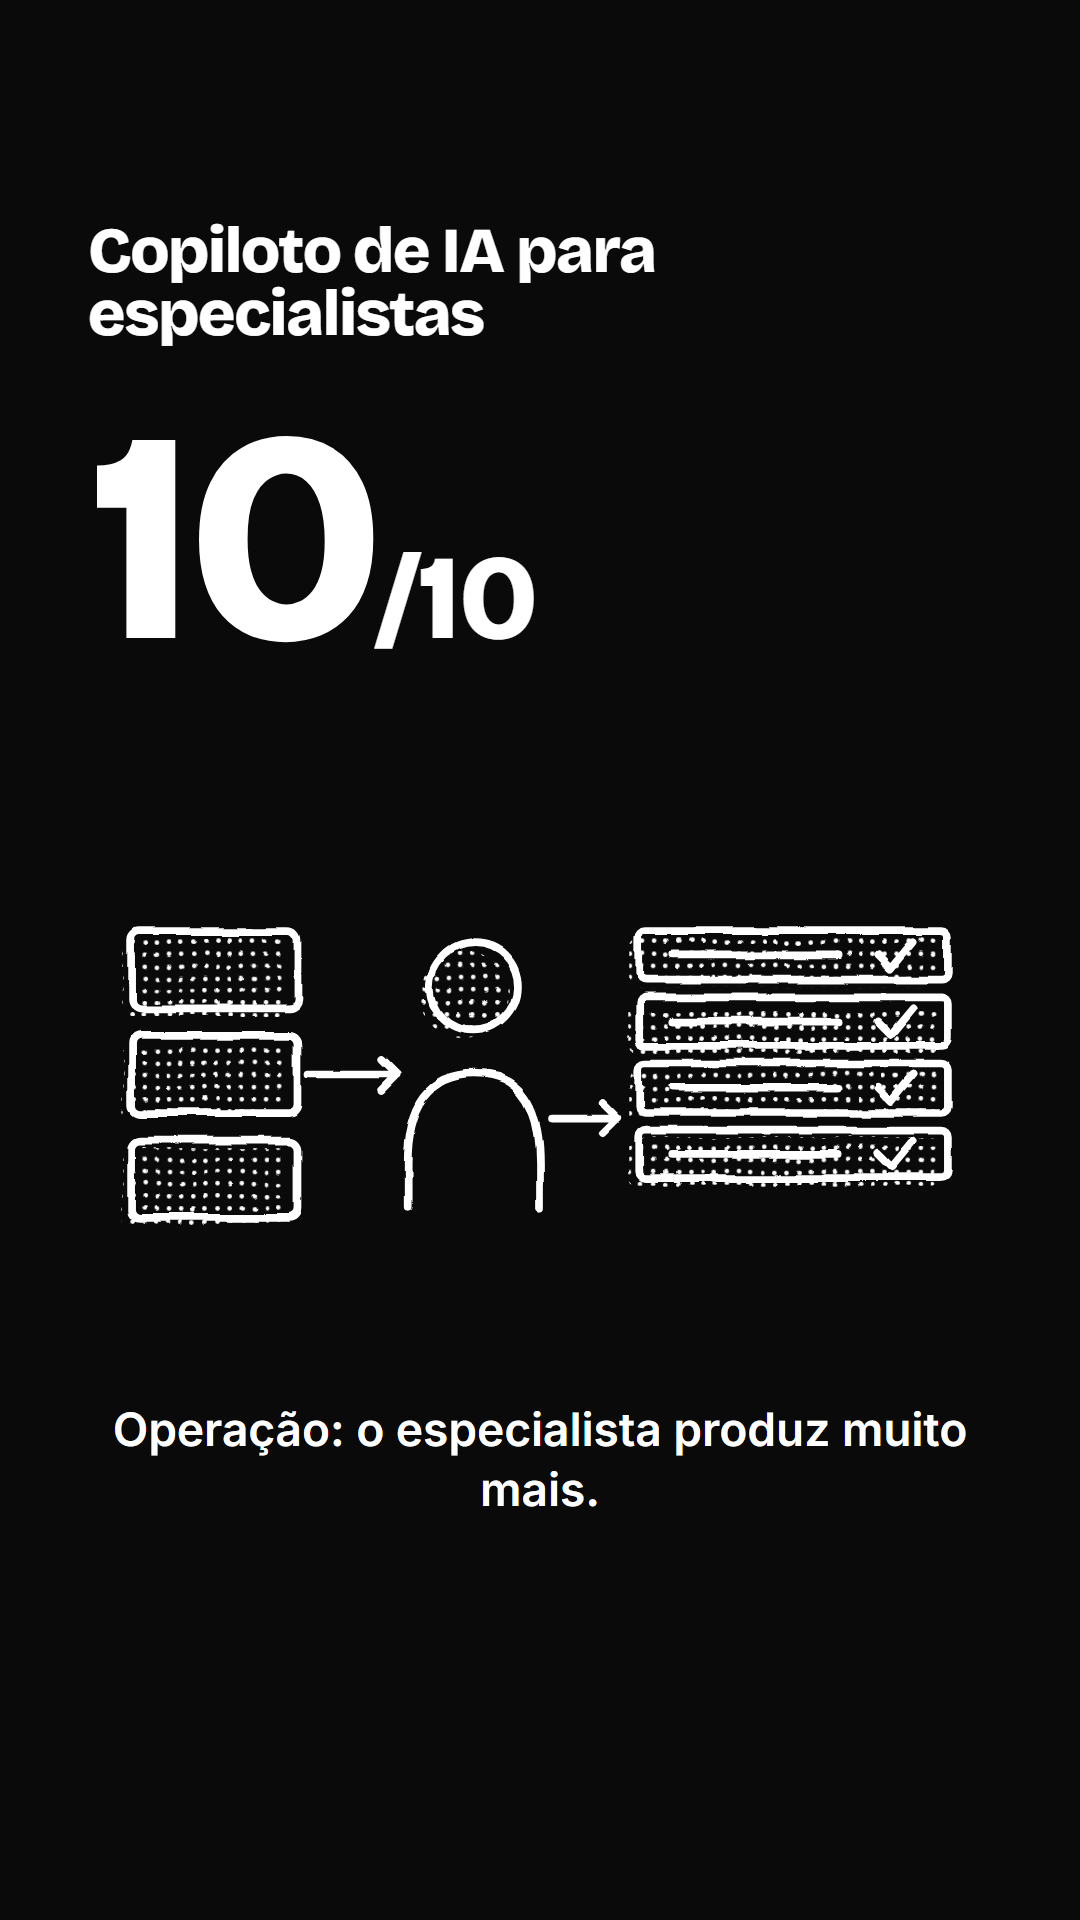 Copiloto de IA para
especialistas
10/10
Operação: o especialista produz muito
mais.